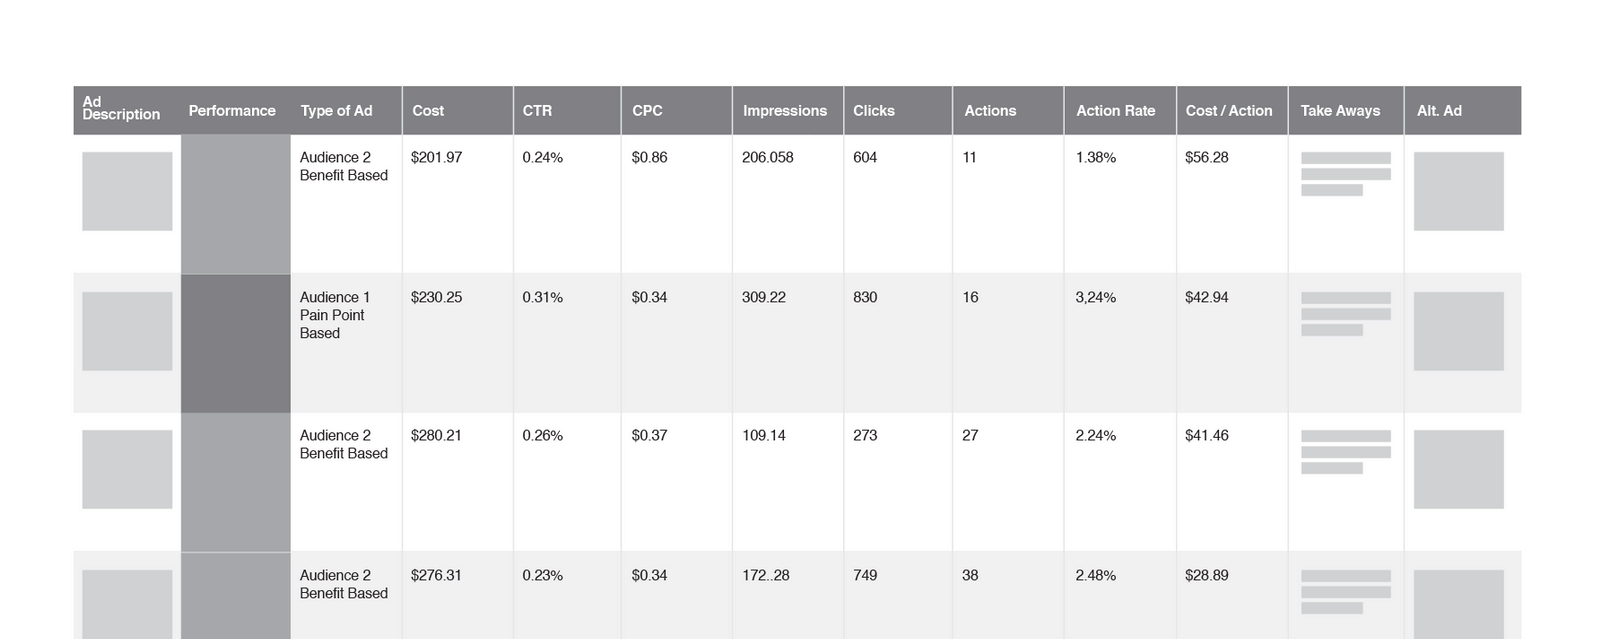 Ad
Description Performance Type of Ad Cost CTR CPC Impressions Clicks Actions Action Rate Cost / Action Take Aways Alt. Ad
Audience 2 $201.97 0.24% $0.86 206.058 604 11 1.38% $56.28
Benefit Based
Audience 1 $230.25 0.31% $0.34 309.22 830 16 3,24% $42.94
Pain Point
Based
Audience 2 $280.21 0.26% $0.37 109.14 273 27 2.24% $41.46
Benefit Based
Audience 2 $276.31 0.23% $0.34 172..28 749 38 2.48% $28.89
Benefit Based